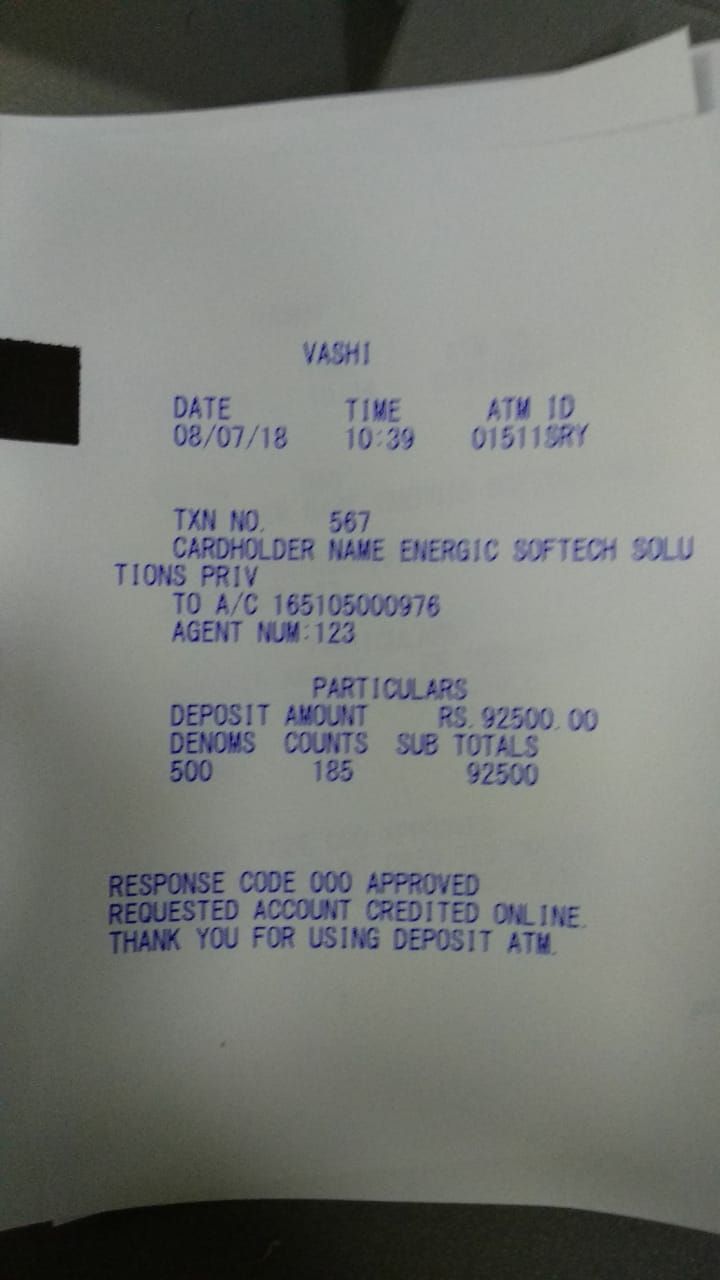 VASHI
DATE TIME ATM ID
08/07/18 10:39 01511SRY
TXN NO. 567
CARDHOLDER NAME ENERGIC SOFTECH SOLU
TIONS PRIV
TO A/C 165105000976
AGENT NUM:123
PARTICULARS
DEPOSIT AMOUNT RS. 92500.00
DENOMS COUNTS SUB TOTALS
500 185 92500
RESPONSE CODE 000 APPROVED
REQUESTED ACCOUNT CREDITED ONLINE.
THANK YOU FOR USING DEPOSIT ATM.